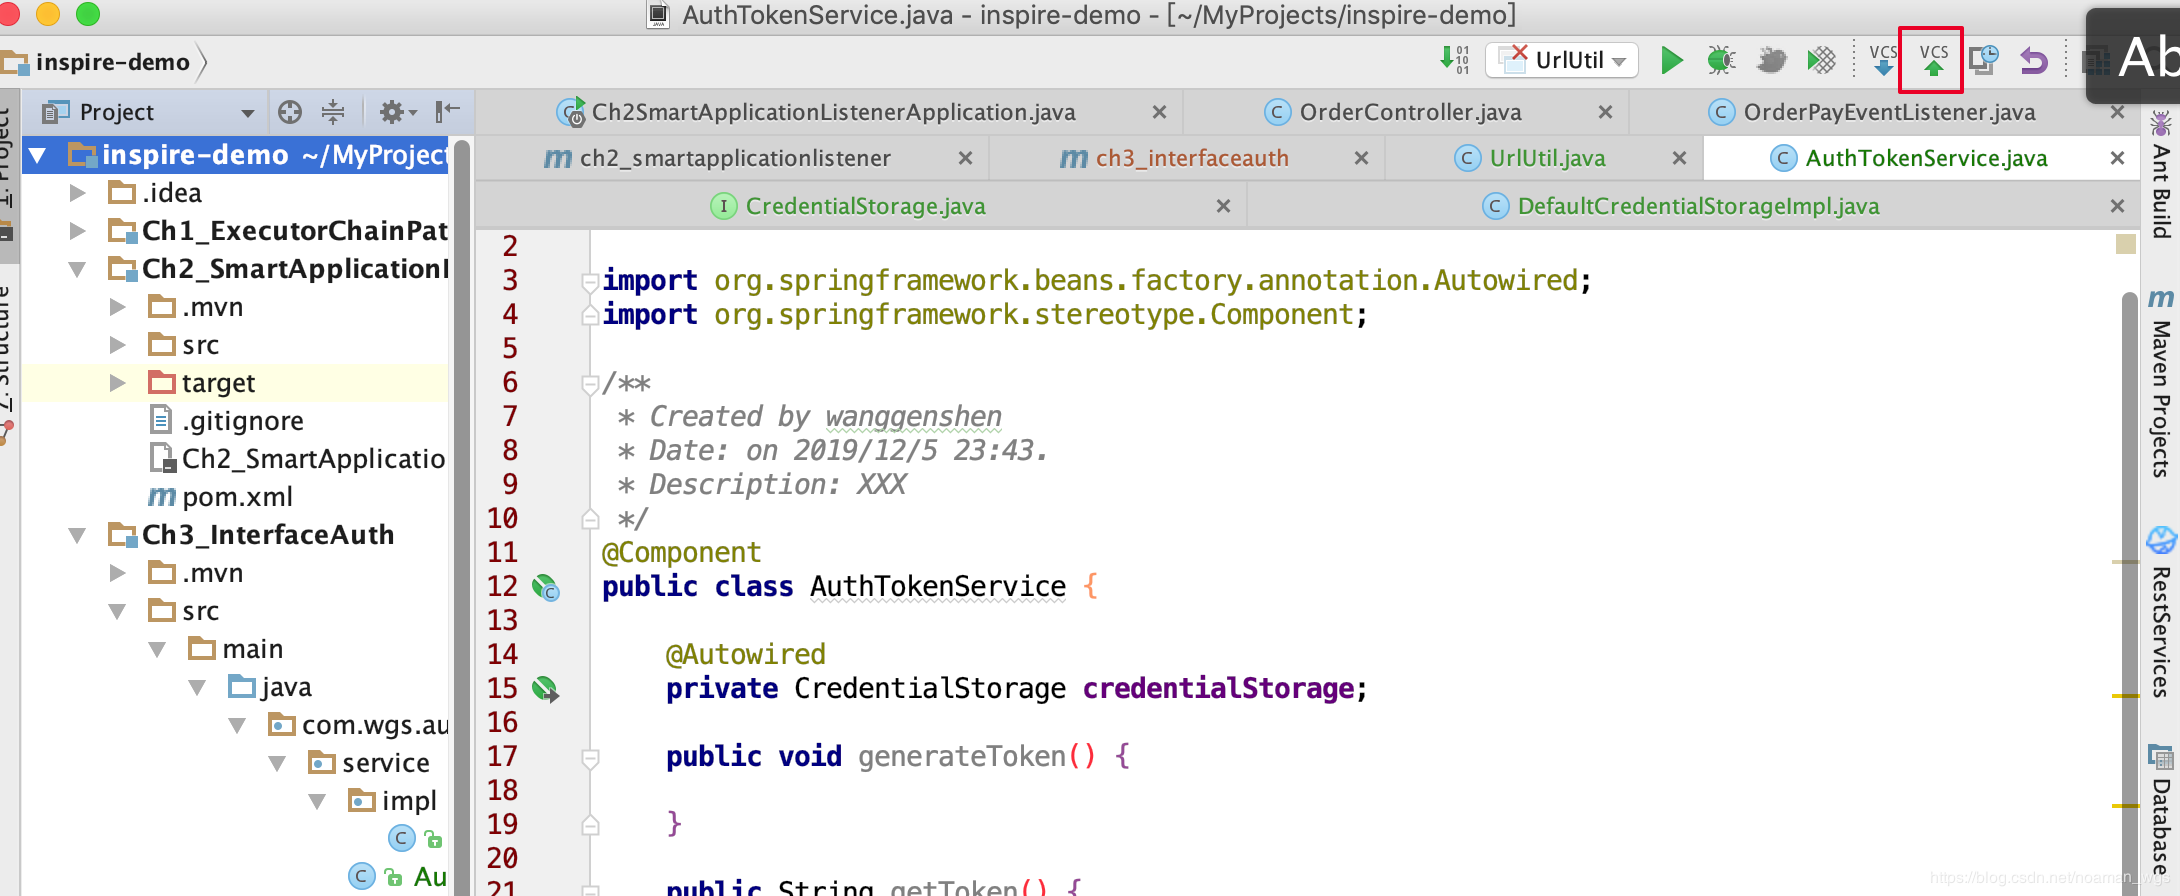 AuthTokenService.java - inspire-demo - [~/MyProjects/inspire-demo]
inspire-demo
UrlUtil
VCS
VCS
Ab
Project
Ch2SmartApplicationListenerApplication.java
OrderController.java
OrderPayEventListener.java
ch2_smartapplicationlistener
ch3_interfaceauth
UrlUtil.java
AuthTokenService.java
CredentialStorage.java
DefaultCredentialStorageImpl.java
1: Project
7: Structure
inspire-demo ~/MyProject
.idea
Ch1_ExecutorChainPat
Ch2_SmartApplication
.mvn
src
target
.gitignore
Ch2_SmartApplicatio
pom.xml
Ch3_InterfaceAuth
.mvn
src
main
java
com.wgs.au
service
impl
Au
2
3 import org.springframework.beans.factory.annotation.Autowired;
4 import org.springframework.stereotype.Component;
5
6 /**
7 * Created by wanggenshen
8 * Date: on 2019/12/5 23:43.
9 * Description: XXX
10 */
11 @Component
12 public class AuthTokenService {
13
14 @Autowired
15 private CredentialStorage credentialStorage;
16
17 public void generateToken() {
18
19 }
20
21 public String getToken() {
Ant Build
Maven Projects
RestServices
Database
https://blog.csdn.net/noaman_wgs